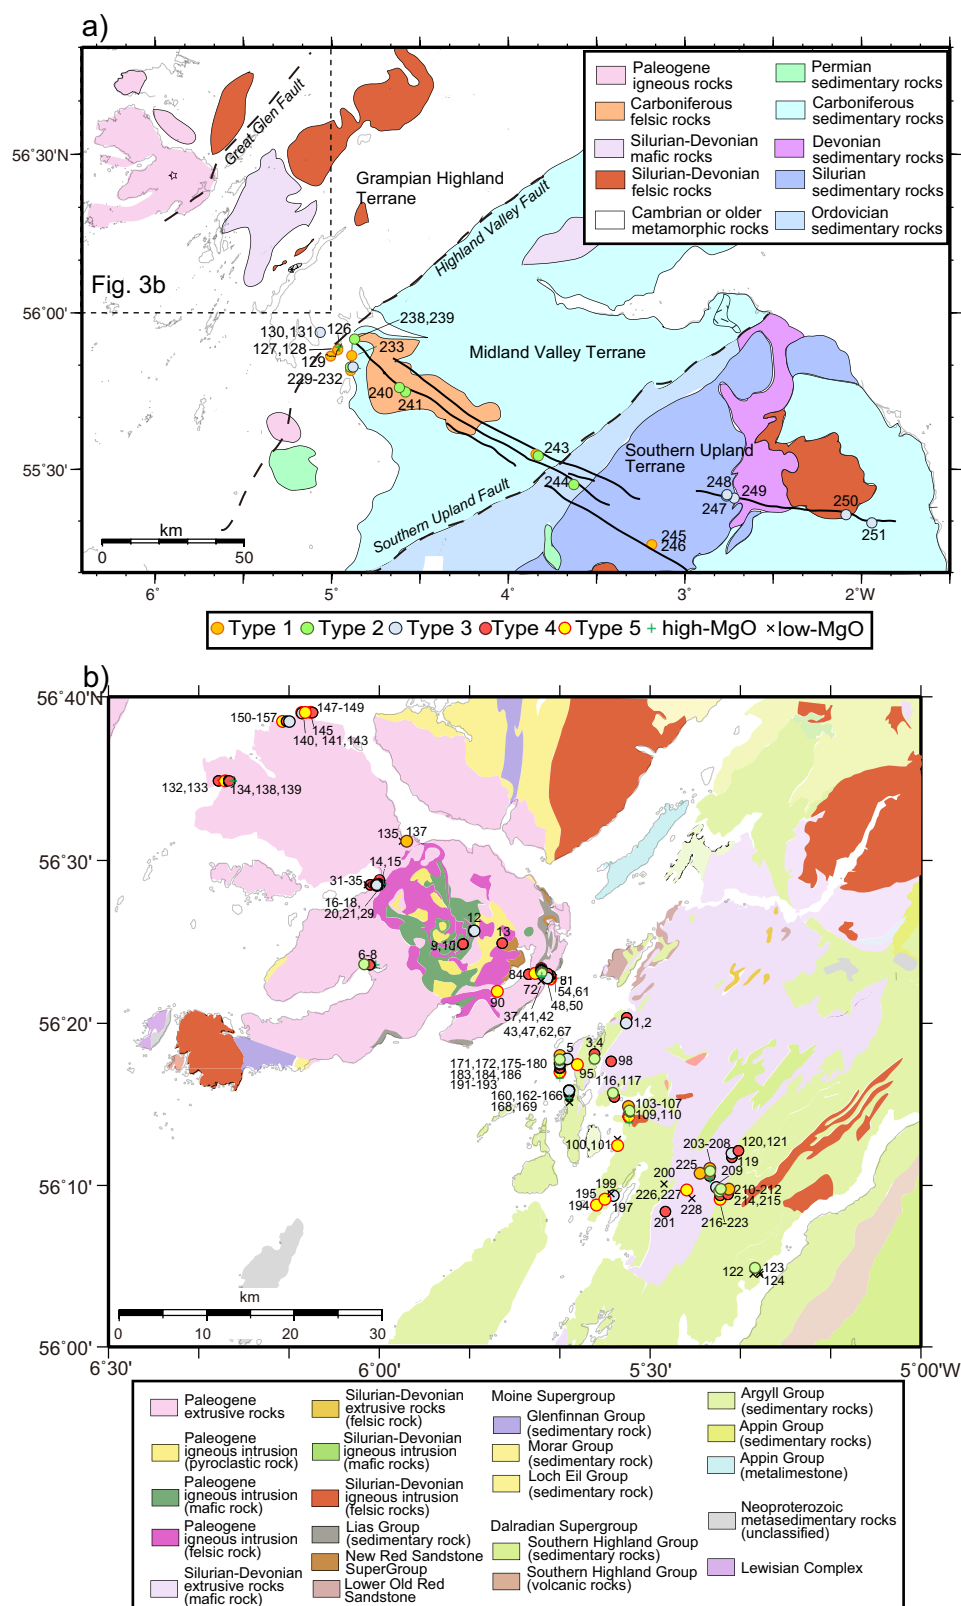 a)
Paleogene
igneous rocks
Carboniferous
felsic rocks
Silurian-Devonian
mafic rocks
Silurian-Devonian
felsic rocks
Cambrian or older
metamorphic rocks
Permian
sedimentary rocks
Carboniferous
sedimentary rocks
Devonian
sedimentary rocks
Silurian
sedimentary rocks
Ordovician
sedimentary rocks
Great Glen Fault
56˚30'N
Grampian Highland
Terrane
Highland Valley Fault
Fig. 3b
56˚00'
130,131
126
238,239
127,128
233
129
229-232
Midland Valley Terrane
240
241
243
Southern Upland
Terrane
55˚30'
244
248
247
249
250
251
245
246
Southern Upland Fault
km
0
50
6˚
5˚
4˚
3˚
2˚W
Type 1
Type 2
Type 3
Type 4
Type 5
+ high-MgO
×low-MgO
b)
56˚40'N
150-157
147-149
145
140, 141,143
132,133
134,138,139
135
137
56˚30'
14,15
31-35
16-18,
20,21,29
12
13
9,10
6-8
84
81
54,61
72
48,50
90
37,41,42
43,47,62,67
56˚20'
1,2
5
3,4
171, 172, 175-180
183, 184, 186
191-193
95
98
160,162-166
168,169
116,117
103-107
109,110
100,101
203-208
120,121
119
225
209
200
56˚10'
199
195
194
197
226,227
228
201
210-212
214,215
216-223
122
123
124
km
0
10
20
30
56˚00'
6˚30'
6˚00'
5˚30'
5˚00'W
Paleogene
extrusive rocks
Paleogene
igneous intrusion
(pyroclastic rock)
Paleogene
igneous intrusion
(mafic rock)
Paleogene
igneous intrusion
(felsic rock)
Silurian-Devonian
extrusive rocks
(mafic rock)
Silurian-Devonian
extrusive rocks
(felsic rock)
Silurian-Devonian
igneous intrusion
(mafic rocks)
Silurian-Devonian
igneous intrusion
(felsic rocks)
Lias Group
(sedimentary rock)
New Red Sandstone
SuperGroup
Lower Old Red
Sandstone
Moine Supergroup
Glenfinnan Group
(sedimentary rock)
Morar Group
(sedimentary rock)
Loch Eil Group
(sedimentary rock)
Dalradian Supergroup
Southern Highland Group
(sedimentary rocks)
Southern Highland Group
(volcanic rocks)
Argyll Group
(sedimentary rocks)
Appin Group
(sedimentary rocks)
Appin Group
(metalimestone)
Neoproterozoic
metasedimentary rocks
(unclassified)
Lewisian Complex